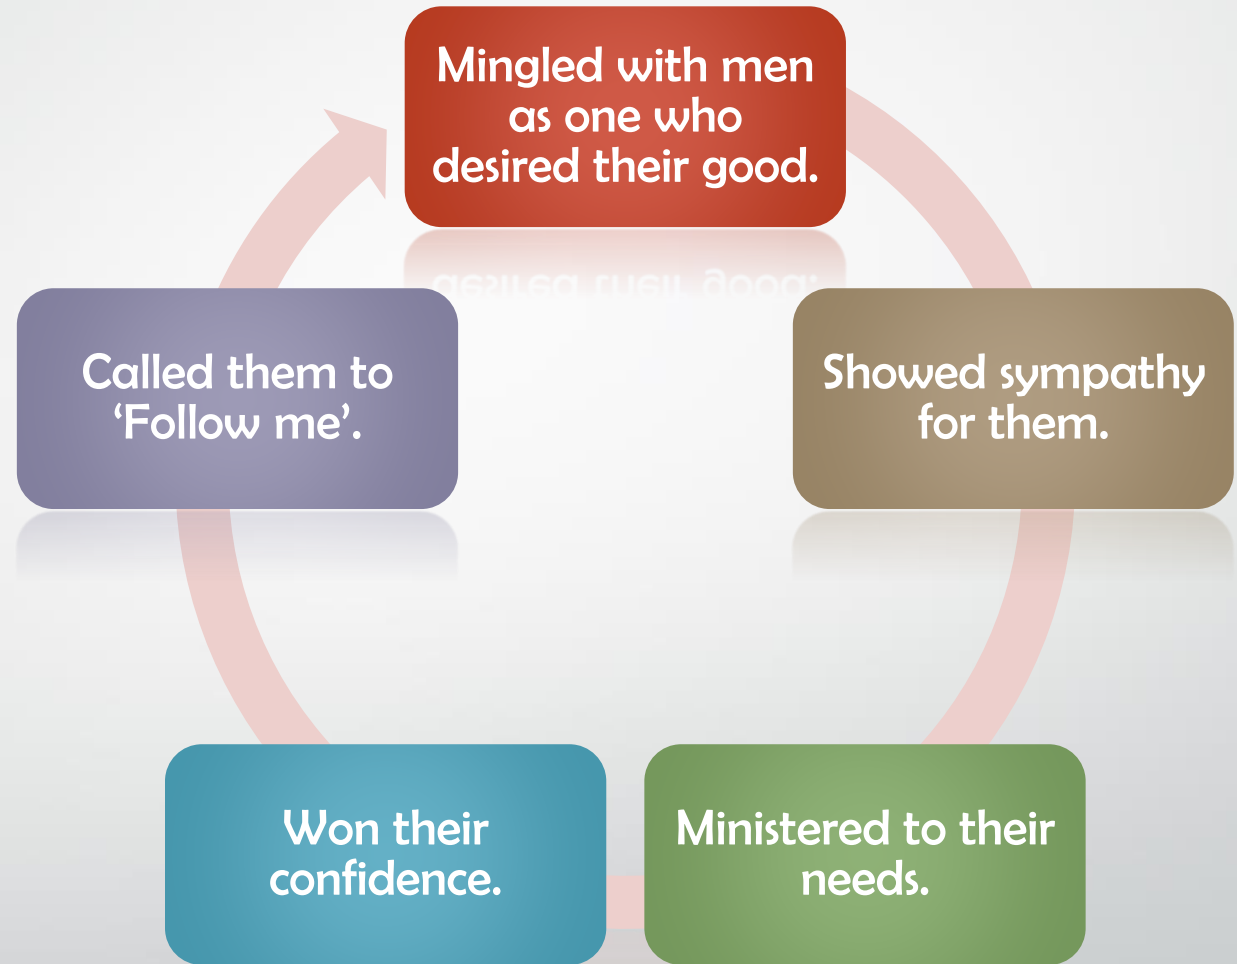 Mingled with men
as one who
desired their good.
Showed sympathy
for them.
Ministered to their
needs.
Won their
confidence.
Called them to
‘Follow me’.